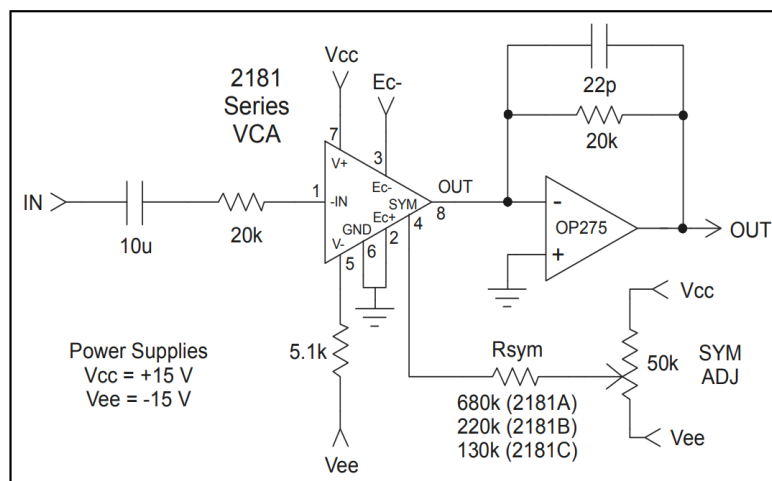 2181
Series
VCA
Vcc
Ec-
7
V+
3
Ec-
IN
10u
20k
1
-IN
OUT
8
SYM
4
Ec+
2
GND
6
V-
5
22p
20k
-
+
OP275
OUT
5.1k
Vee
Power Supplies
Vcc = +15 V
Vee = -15 V
Rsym
680k (2181A)
220k (2181B)
130k (2181C)
Vcc
50k
SYM
ADJ
Vee